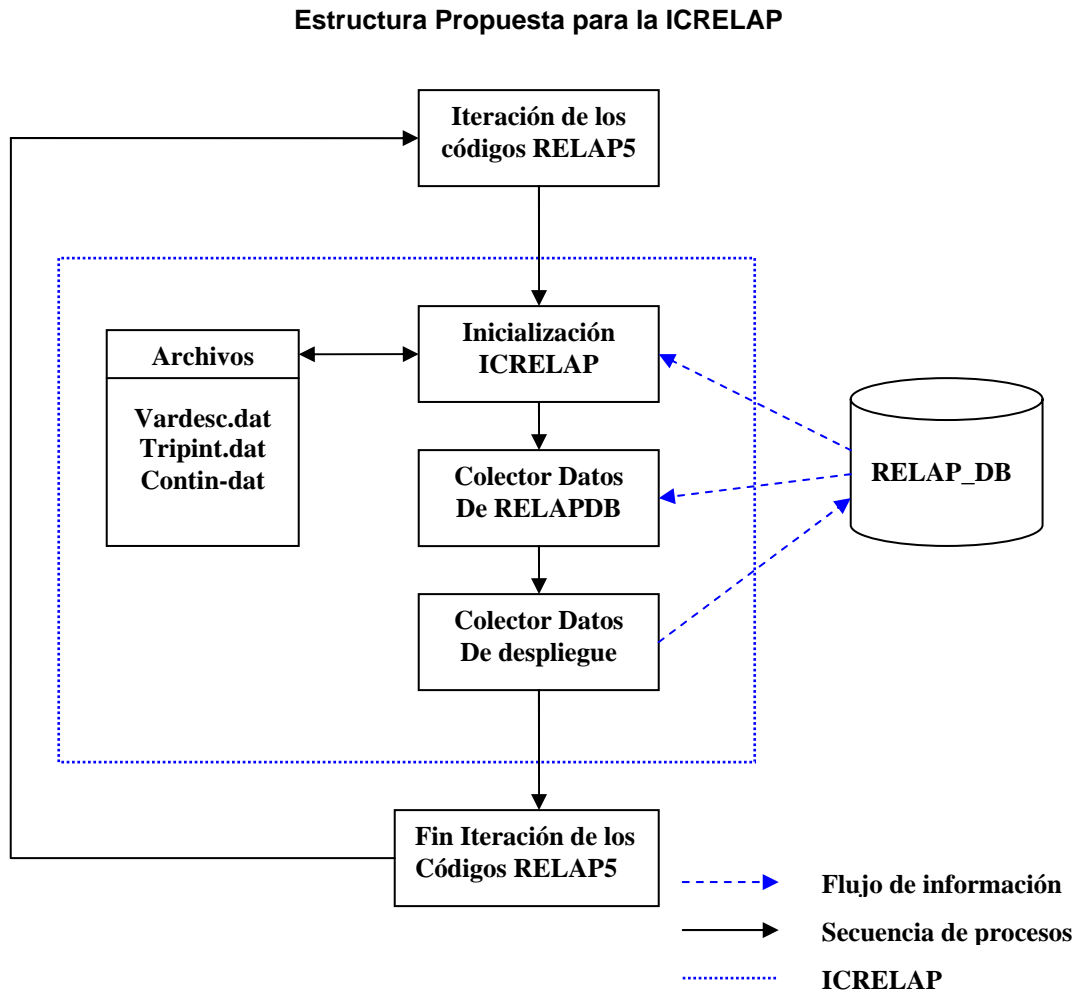 Estructura Propuesta para la ICRELAP
Iteración de los
códigos RELAP5
Inicialización
ICRELAP
Archivos
Vardesc.dat
Tripint.dat
Contin-dat
Colector Datos
De RELAPDB
RELAP_DB
Colector Datos
De despliegue
Fin Iteración de los
Códigos RELAP5
Flujo de información
Secuencia de procesos
ICRELAP